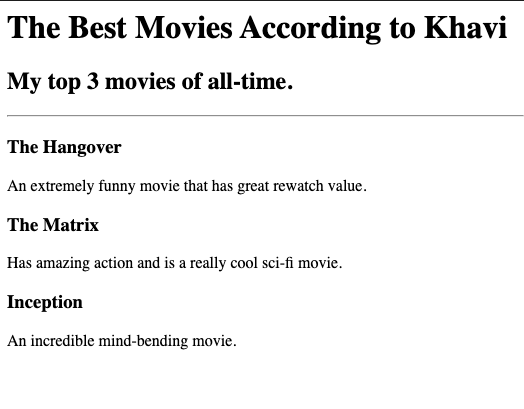 The Best Movies According to Khavi
My top 3 movies of all-time.
The Hangover
An extremely funny movie that has great rewatch value.
The Matrix
Has amazing action and is a really cool sci-fi movie.
Inception
An incredible mind-bending movie.